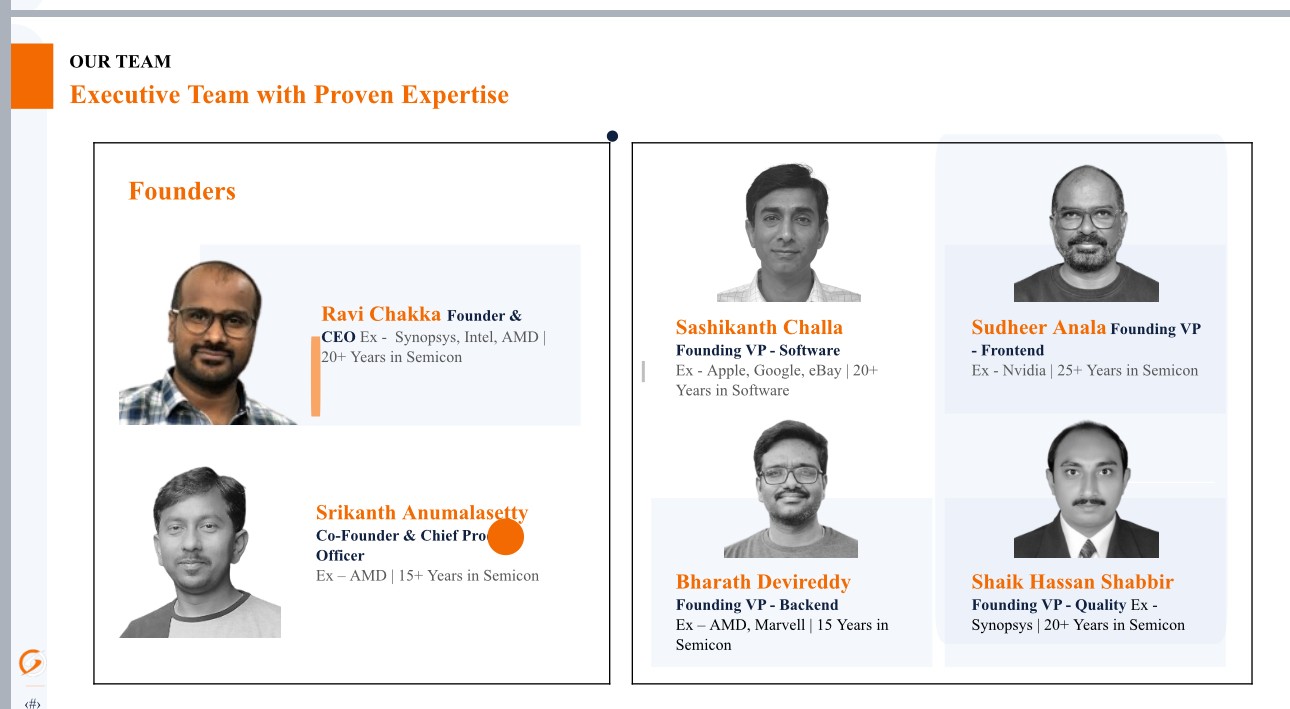 OUR TEAM
Executive Team with Proven Expertise
Founders
Ravi Chakka Founder &
CEO Ex - Synopsys, Intel, AMD |
20+ Years in Semicon
Srikanth Anumalasetty
Co-Founder & Chief
Officer
Ex – AMD | 15+ Years in Semicon
Sashikanth Challa
Founding VP - Software
Ex - Apple, Google, eBay | 20+
Years in Software
Sudheer Anala Founding VP
- Frontend
Ex - Nvidia | 25+ Years in Semicon
Bharath Devireddy
Founding VP - Backend
Ex – AMD, Marvell | 15 Years in
Semicon
Shaik Hassan Shabbir
Founding VP - Quality Ex -
Synopsys | 20+ Years in Semicon
‹#›